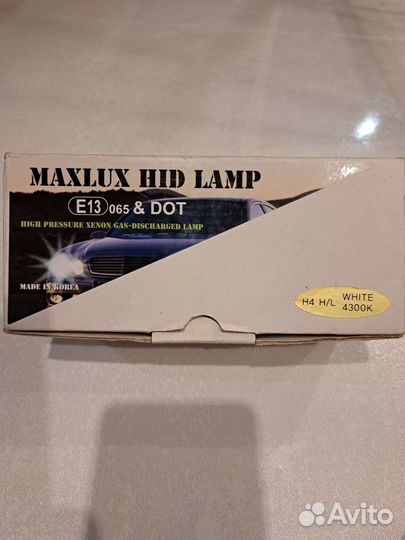 MAXLUX HID LAMP
E13 065 & DOT
HIGH PRESSURE XENON GAS-DISCHARGED LAMP
MADE IN KOREA
H4 H/L WHITE
4300K
Avito